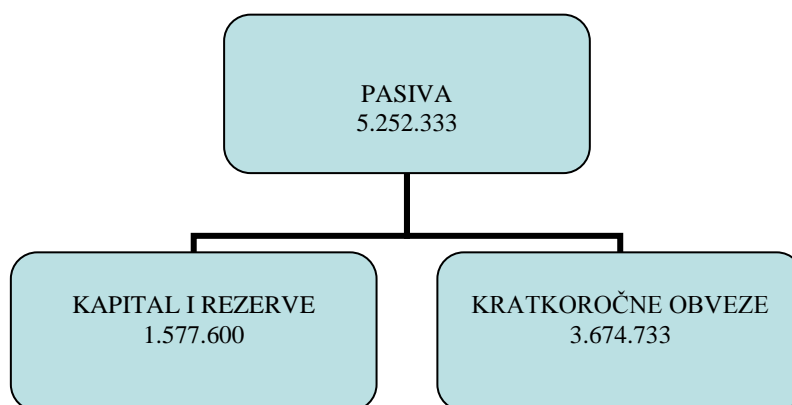 PASIVA
5.252.333
KAPITAL I REZERVE
1.577.600
KRATKOROČNE OBVEZE
3.674.733